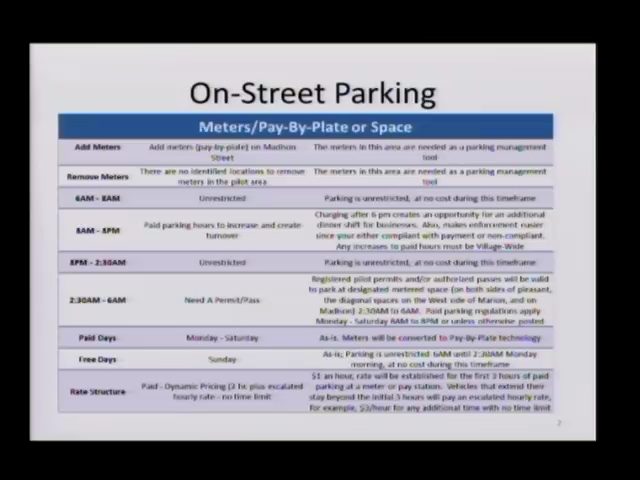 On-Street Parking
Meters/Pay-By-Plate or Space
Add Meters
Add meters (pay-by-plate) on Madison
Street
The meters in this area are needed as a parking management
tool
Remove Meters
There are no identified locations to remove
meters in the pilot area
The meters in this area are needed as a parking management
tool
6AM - 8AM
Unrestricted
Parking is unrestricted, at no cost during this timeframe
8AM - 8PM
Paid parking hours to increase and create
turnover
Changing after 6 pm creates an opportunity for an additional
dinner shift for businesses. Also, makes enforcement easier
since your either compliant with payment or non-compliant.
Any increases to paid hours must be Village-Wide
8PM - 2:30AM
Unrestricted
Parking is unrestricted, at no cost during this timeframe
2:30AM - 6AM
Need A Permit/Pass
Registered pilot permits and/or authorized passes will be valid
to park at designated metered space (on both sides of pleasant,
the diagonal spaces on the West side of Marion, and on
Madison) 2:30AM to 6AM. Paid parking regulations apply
Monday - Saturday 8AM to 8PM or unless otherwise posted
Paid Days
Monday - Saturday
As-is. Meters will be converted to Pay-By-Plate technology
Free Days
Sunday
As-is; Parking is unrestricted 6AM until 2:30AM Monday
morning, at no cost during this timeframe
Rate Structure
Paid - Dynamic Pricing (3 hr. plus escalated
hourly rate - no time limit
$1 an hour, rate will be established for the first 3 hours of paid
parking at a meter or pay station. Vehicles that extend their
stay beyond the initial 3 hours will pay an escalated hourly rate,
for example, $3/hour for any additional time with no time limit